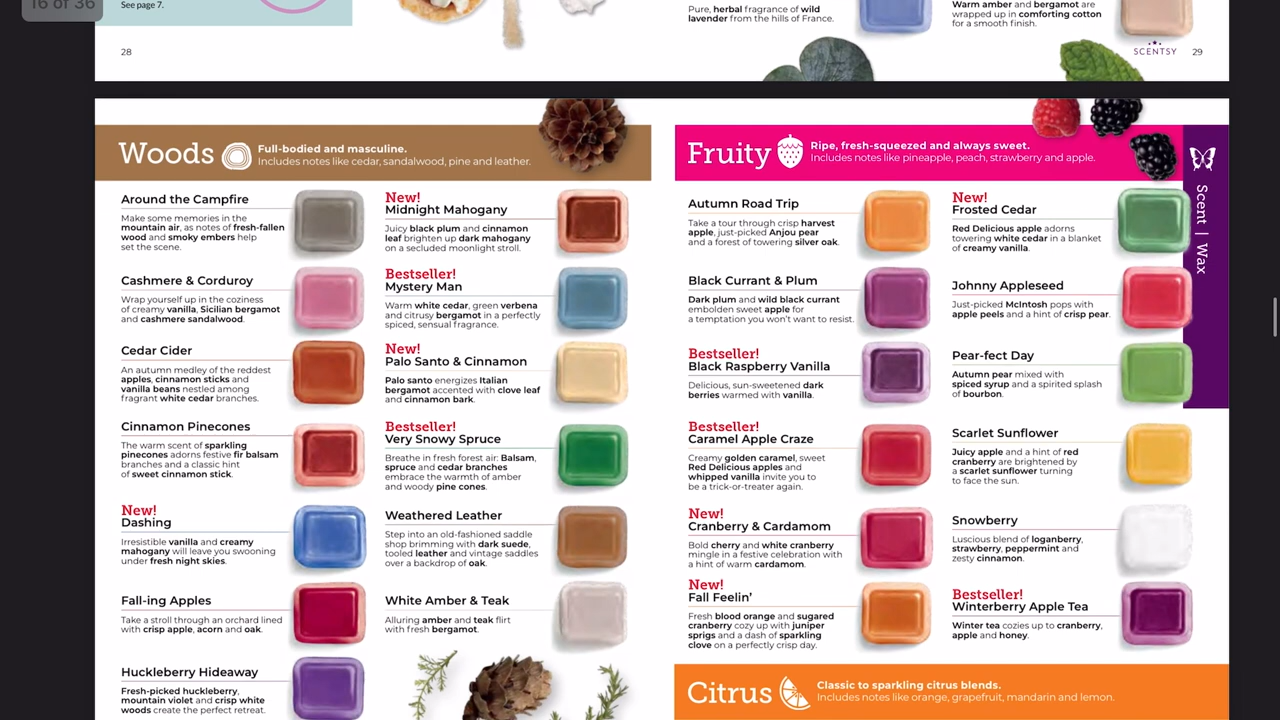 16 of 36
See page 7.
28
Pure, herbal fragrance of wild
lavender from the hills of France.
Warm amber and bergamot are
wrapped up in comforting cotton
for a smooth finish.
SCENTSY
29
Woods
Full-bodied and masculine.
Includes notes like cedar, sandalwood, pine and leather.
Around the Campfire
Make some memories in the
mountain air, as notes of fresh-fallen
wood and smoky embers help
set the scene.
Cashmere & Corduroy
Wrap yourself up in the coziness
of creamy vanilla, Sicilian bergamot
and cashmere sandalwood.
Cedar Cider
An autumn medley of the reddest
apples, cinnamon sticks and
vanilla beans nestled among
fragrant white cedar branches.
Cinnamon Pinecones
The warm scent of sparkling
pinecones adorns festive fir balsam
branches and a classic hint
of sweet cinnamon stick.
New!
Dashing
Irresistible vanilla and creamy
mahogany will leave you swooning
under fresh night skies.
Fall-ing Apples
Take a stroll through an orchard lined
with crisp apple, acorn and oak.
Huckleberry Hideaway
Fresh-picked huckleberry,
mountain violet and crisp white
woods create the perfect retreat.
New!
Midnight Mahogany
Juicy black plum and cinnamon
leaf brighten up dark mahogany
on a secluded moonlight stroll.
Bestseller!
Mystery Man
Warm white cedar, green verbena
and citrusy bergamot in a perfectly
spiced, sensual fragrance.
New!
Palo Santo & Cinnamon
Palo santo energizes Italian
bergamot accented with clove leaf
and cinnamon bark.
Bestseller!
Very Snowy Spruce
Breathe in fresh forest air: Balsam,
spruce and cedar branches
embrace the warmth of amber
and woody pine cones.
Weathered Leather
Step into an old-fashioned saddle
shop brimming with dark suede,
tooled leather and vintage saddles
over a backdrop of oak.
White Amber & Teak
Alluring amber and teak flirt
with fresh bergamot.
Fruity
Ripe, fresh-squeezed and always sweet.
Includes notes like pineapple, peach, strawberry and apple.
Autumn Road Trip
Take a tour through crisp harvest
apple, just-picked Anjou pear
and a forest of towering silver oak.
Black Currant & Plum
Dark plum and wild black currant
embolden sweet apple for
a temptation you won't want to resist.
Bestseller!
Black Raspberry Vanilla
Delicious, sun-sweetened dark
berries warmed with vanilla.
Bestseller!
Caramel Apple Craze
Creamy golden caramel, sweet
Red Delicious apples and
whipped vanilla invite you to
be a trick-or-treater again.
New!
Cranberry & Cardamom
Bold cherry and white cranberry
mingle in a festive celebration with
a hint of warm cardamom.
New!
Fall Feelin'
Fresh blood orange and sugared
cranberry cozy up with juniper
sprigs and a dash of sparkling
clove on a perfectly crisp day.
New!
Frosted Cedar
Red Delicious apple adorns
towering white cedar in a blanket
of creamy vanilla.
Johnny Appleseed
Just-picked McIntosh pops with
apple peels and a hint of crisp pear.
Pear-fect Day
Autumn pear mixed with
spiced syrup and a spirited splash
of bourbon.
Scarlet Sunflower
Juicy apple and a hint of red
cranberry are brightened by
a scarlet sunflower turning
to face the sun.
Snowberry
Luscious blend of loganberry,
strawberry, peppermint and
zesty cinnamon.
Bestseller!
Winterberry Apple Tea
Winter tea cozies up to cranberry,
apple and honey.
Scent | Wax
Citrus
Classic to sparkling citrus blends.
Includes notes like orange, grapefruit, mandarin and lemon.